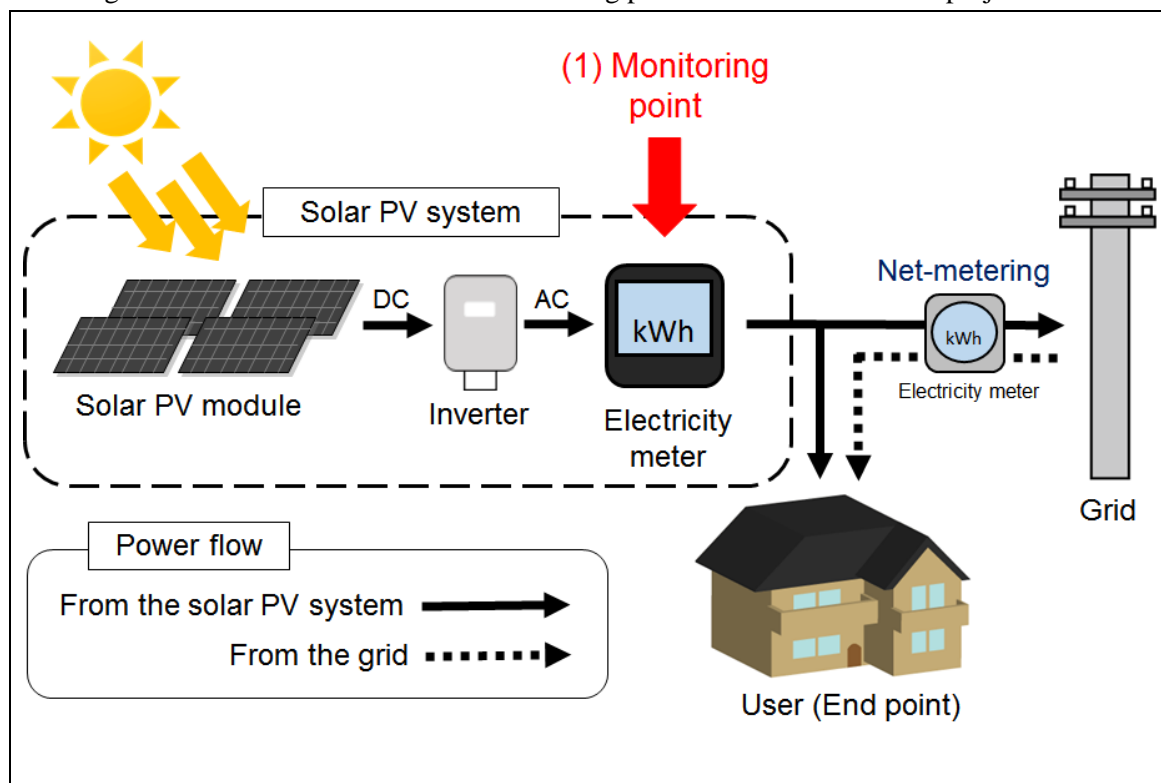 (1) Monitoring
point
Solar PV system
DC
AC
kWh
Solar PV module
Inverter
Electricity
meter
Net-metering
kWh
Electricity meter
Grid
Power flow
From the solar PV system
From the grid
User (End point)